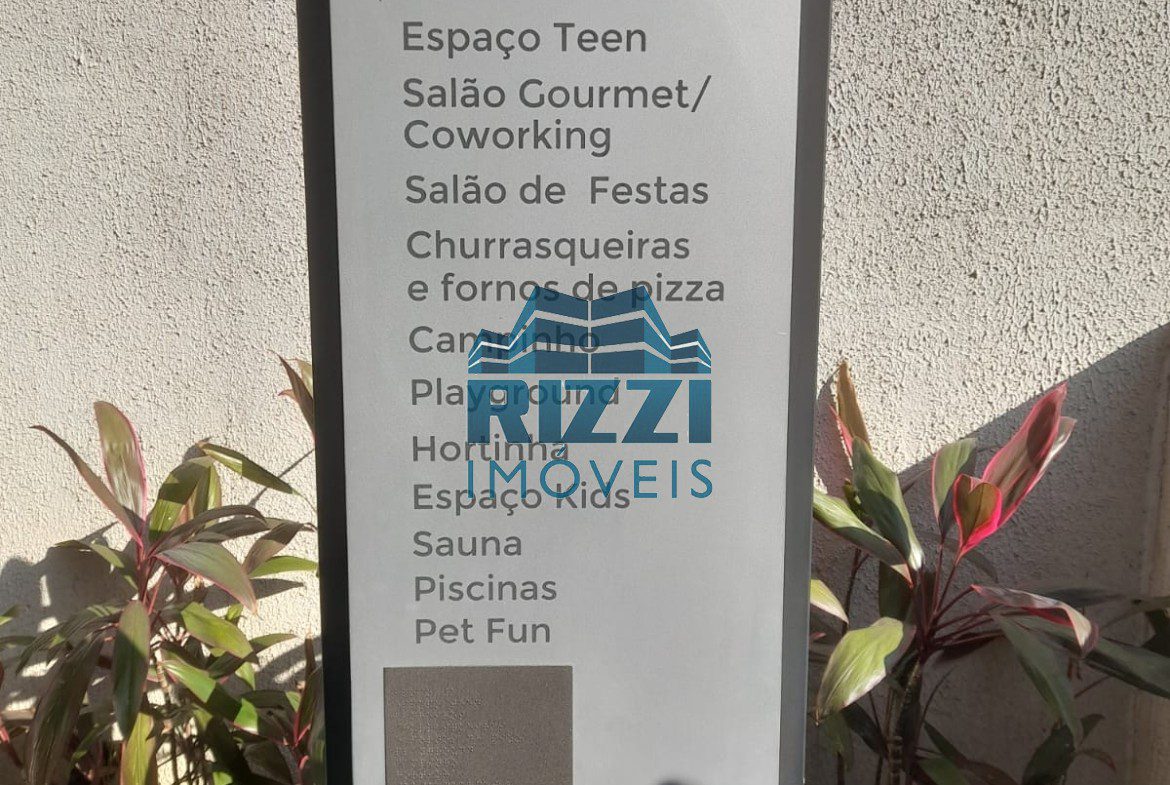 Espaço Teen
Salão Gourmet/
Coworking
Salão de Festas
Churrasqueiras
e fornos de pizza
Campinho
Playground
RIZZI
Hortinha
IMÓVEIS
Espaço Kids
Sauna
Piscinas
Pet Fun